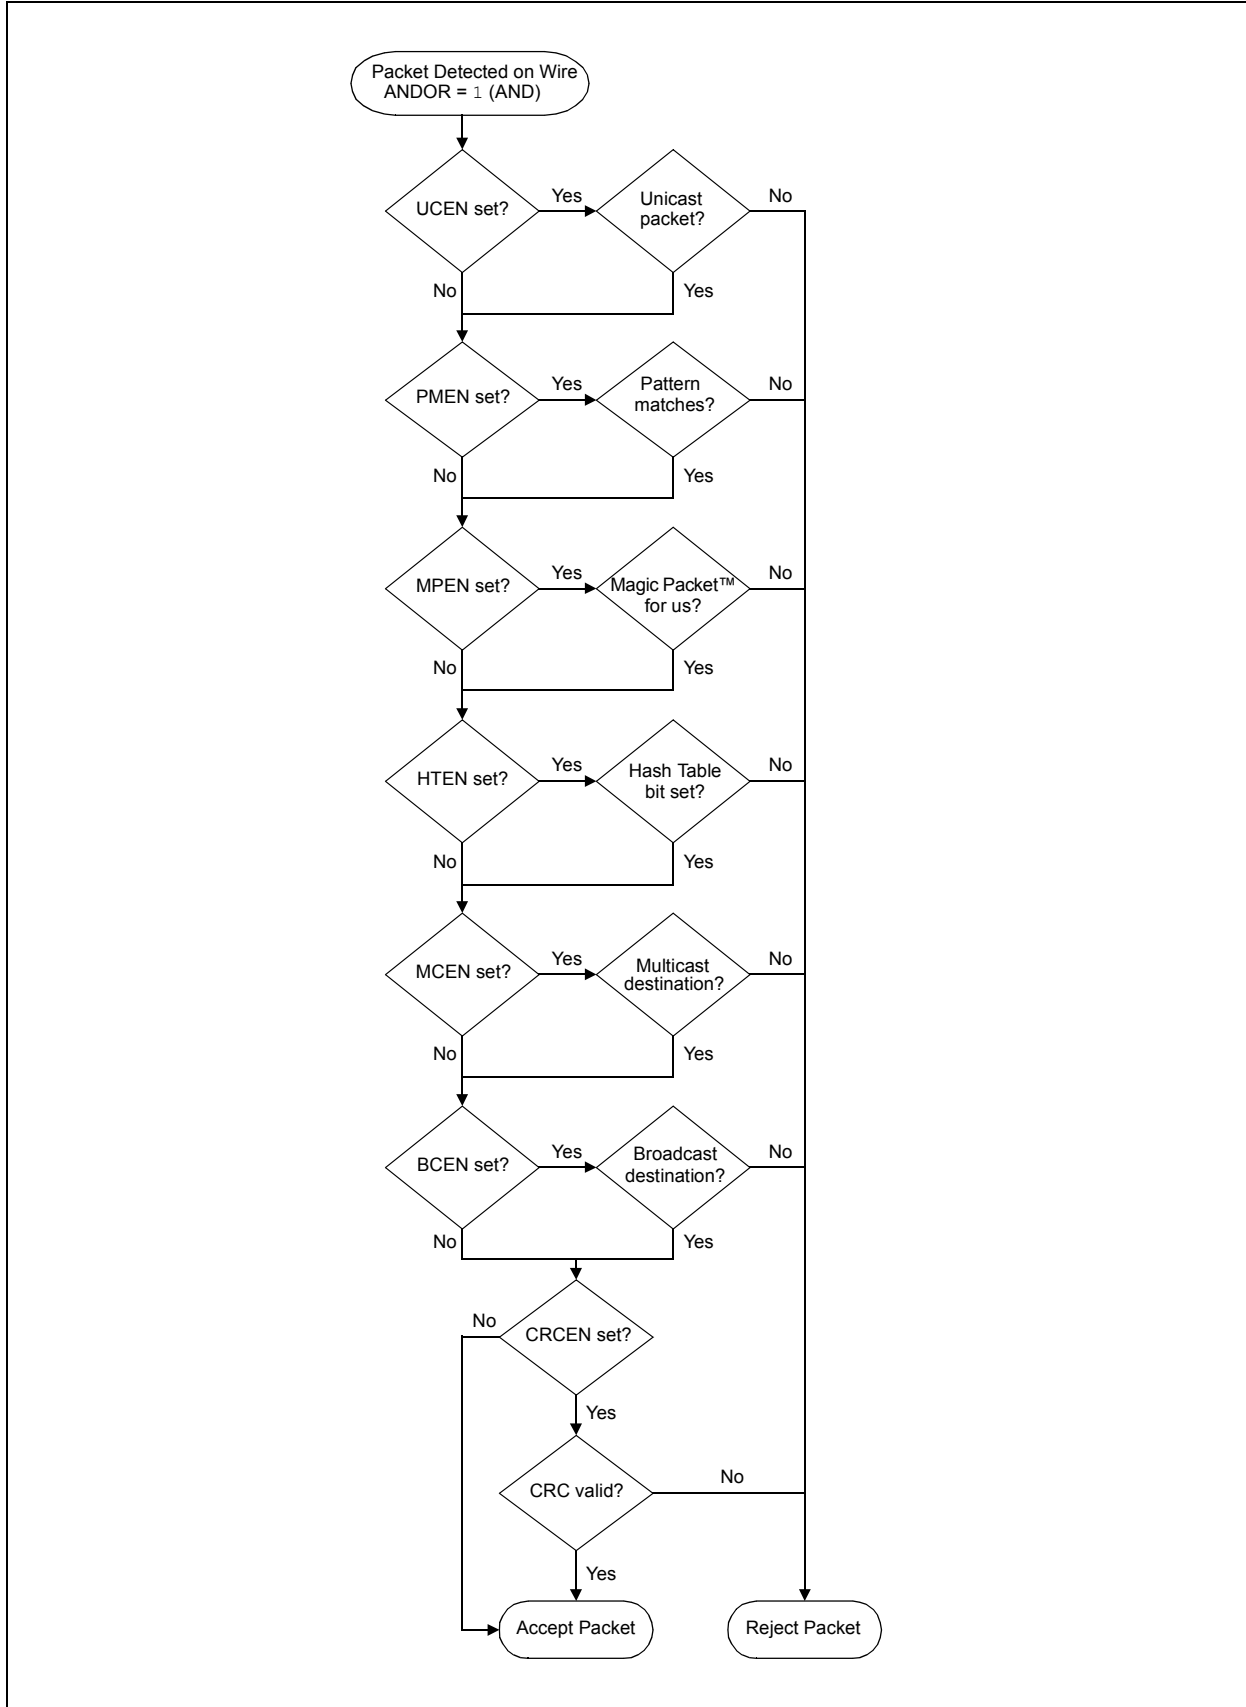 Packet Detected on Wire
ANDOR = 1 (AND)
UCEN set?
Yes
Unicast
packet?
No
No
Yes
PMEN set?
Yes
Pattern
matches?
No
No
Yes
MPEN set?
Yes
Magic Packet™
for us?
No
No
Yes
HTEN set?
Yes
Hash Table
bit set?
No
No
Yes
MCEN set?
Yes
Multicast
destination?
No
No
Yes
BCEN set?
Yes
Broadcast
destination?
No
No
Yes
No
CRCEN set?
Yes
CRC valid?
No
Yes
Accept Packet
Reject Packet